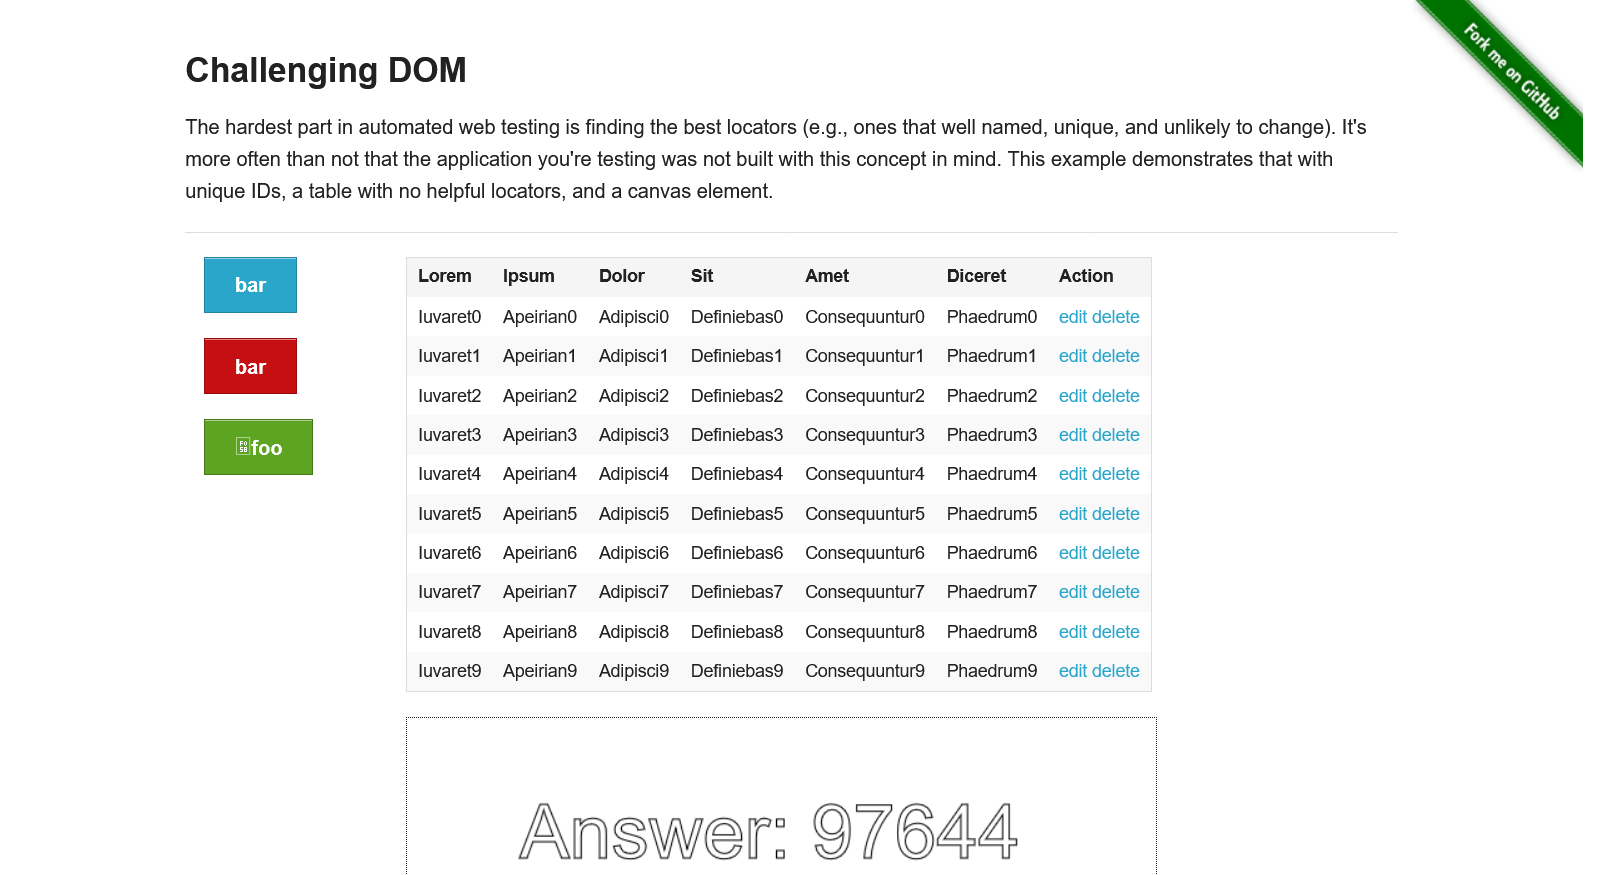 Fork me on GitHub
Challenging DOM
The hardest part in automated web testing is finding the best locators (e.g., ones that well named, unique, and unlikely to change). It's
more often than not that the application you're testing was not built with this concept in mind. This example demonstrates that with
unique IDs, a table with no helpful locators, and a canvas element.
bar
bar
foo
Lorem Ipsum Dolor Sit Amet Diceret Action
Iuvaret0 Apeirian0 Adipisci0 Definiebas0 Consequuntur0 Phaedrum0 edit delete
Iuvaret1 Apeirian1 Adipisci1 Definiebas1 Consequuntur1 Phaedrum1 edit delete
Iuvaret2 Apeirian2 Adipisci2 Definiebas2 Consequuntur2 Phaedrum2 edit delete
Iuvaret3 Apeirian3 Adipisci3 Definiebas3 Consequuntur3 Phaedrum3 edit delete
Iuvaret4 Apeirian4 Adipisci4 Definiebas4 Consequuntur4 Phaedrum4 edit delete
Iuvaret5 Apeirian5 Adipisci5 Definiebas5 Consequuntur5 Phaedrum5 edit delete
Iuvaret6 Apeirian6 Adipisci6 Definiebas6 Consequuntur6 Phaedrum6 edit delete
Iuvaret7 Apeirian7 Adipisci7 Definiebas7 Consequuntur7 Phaedrum7 edit delete
Iuvaret8 Apeirian8 Adipisci8 Definiebas8 Consequuntur8 Phaedrum8 edit delete
Iuvaret9 Apeirian9 Adipisci9 Definiebas9 Consequuntur9 Phaedrum9 edit delete
Answer: 97644